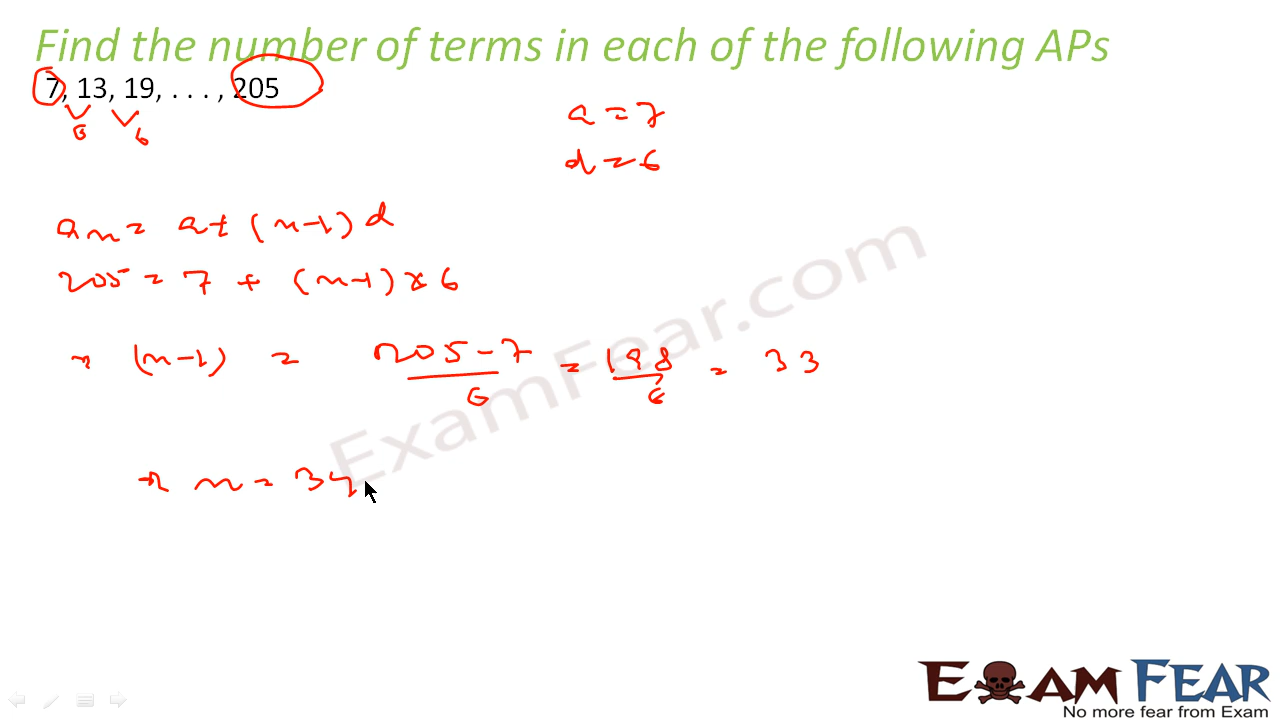 Find the number of terms in each of the following APs
7, 13, 19, . . . , 205
6 6
a = 7
d = 6
an = a + (n-1) d
205 = 7 + (n-1) x 6
(n-1) = 205-7 / 6 = 198 / 6 = 33
n = 34
ExamFear.com
EXAM FEAR
No more fear from Exam